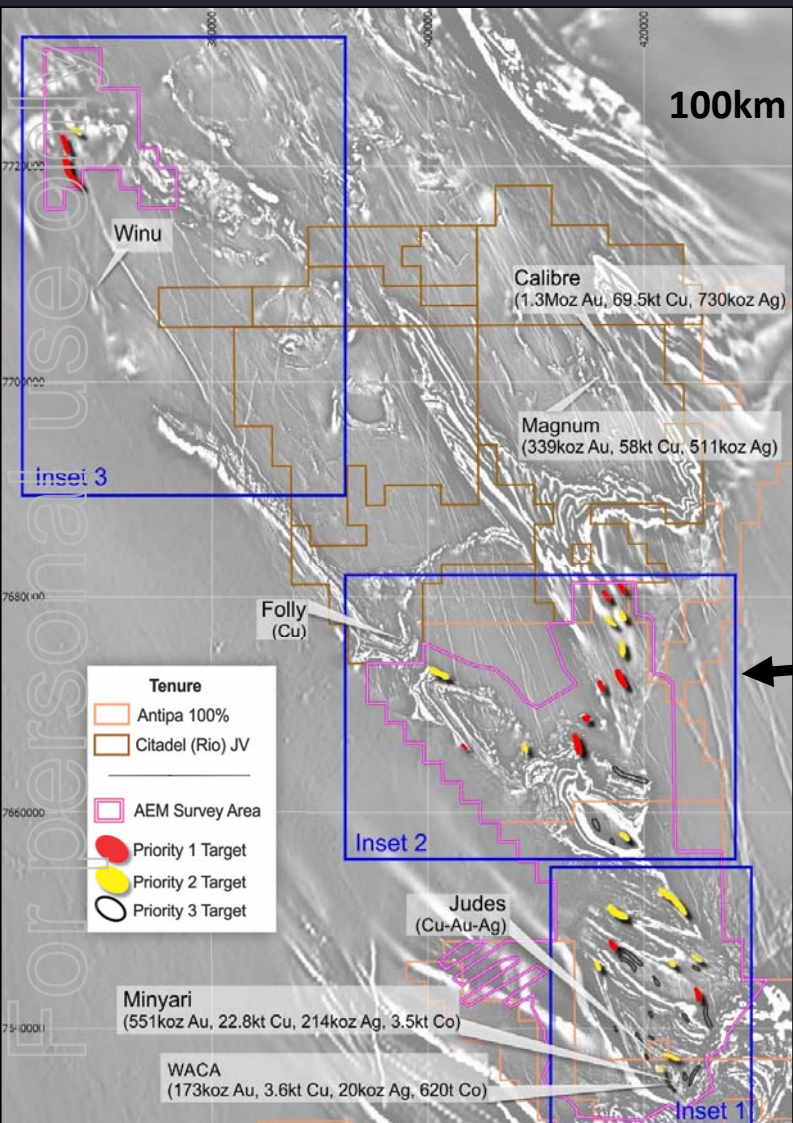 400000
420000
100km
7720000
Winu
Calibre
(1.3Moz Au, 69.5kt Cu, 730koz Ag)
7700000
Magnum
(339koz Au, 58kt Cu, 511koz Ag)
Inset 3
7680000
Folly
(Cu)
Tenure
Antipa 100%
Citadel (Rio) JV
AEM Survey Area
Priority 1 Target
Priority 2 Target
Priority 3 Target
7660000
Inset 2
Judes
(Cu-Au-Ag)
Minyari
(551koz Au, 22.8kt Cu, 214koz Ag, 3.5kt Co)
WACA
(173koz Au, 3.6kt Cu, 20koz Ag, 620t Co)
Inset 1
For personal use only